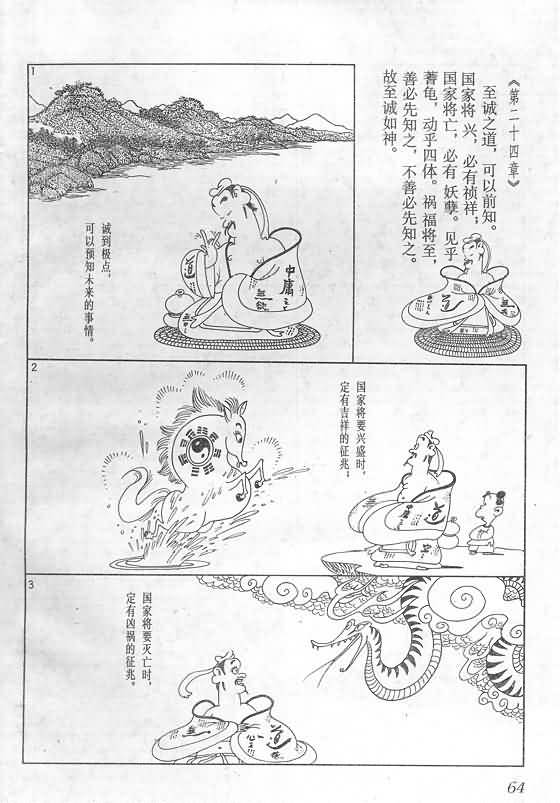 《第二十四章》
至诚之道，可以前知。
国家将兴，必有祯祥；
国家将亡，必有妖孽。见乎
蓍龟，动乎四体。祸福将至，
善必先知之，不善必先知之。
故至诚如神。
道
1
诚到极点，
可以预知未来的事情。
道
中庸之
2
国家将要兴盛时，
定有吉祥的征兆；
道
3
国家将要灭亡时，
定有凶祸的征兆。
道
64